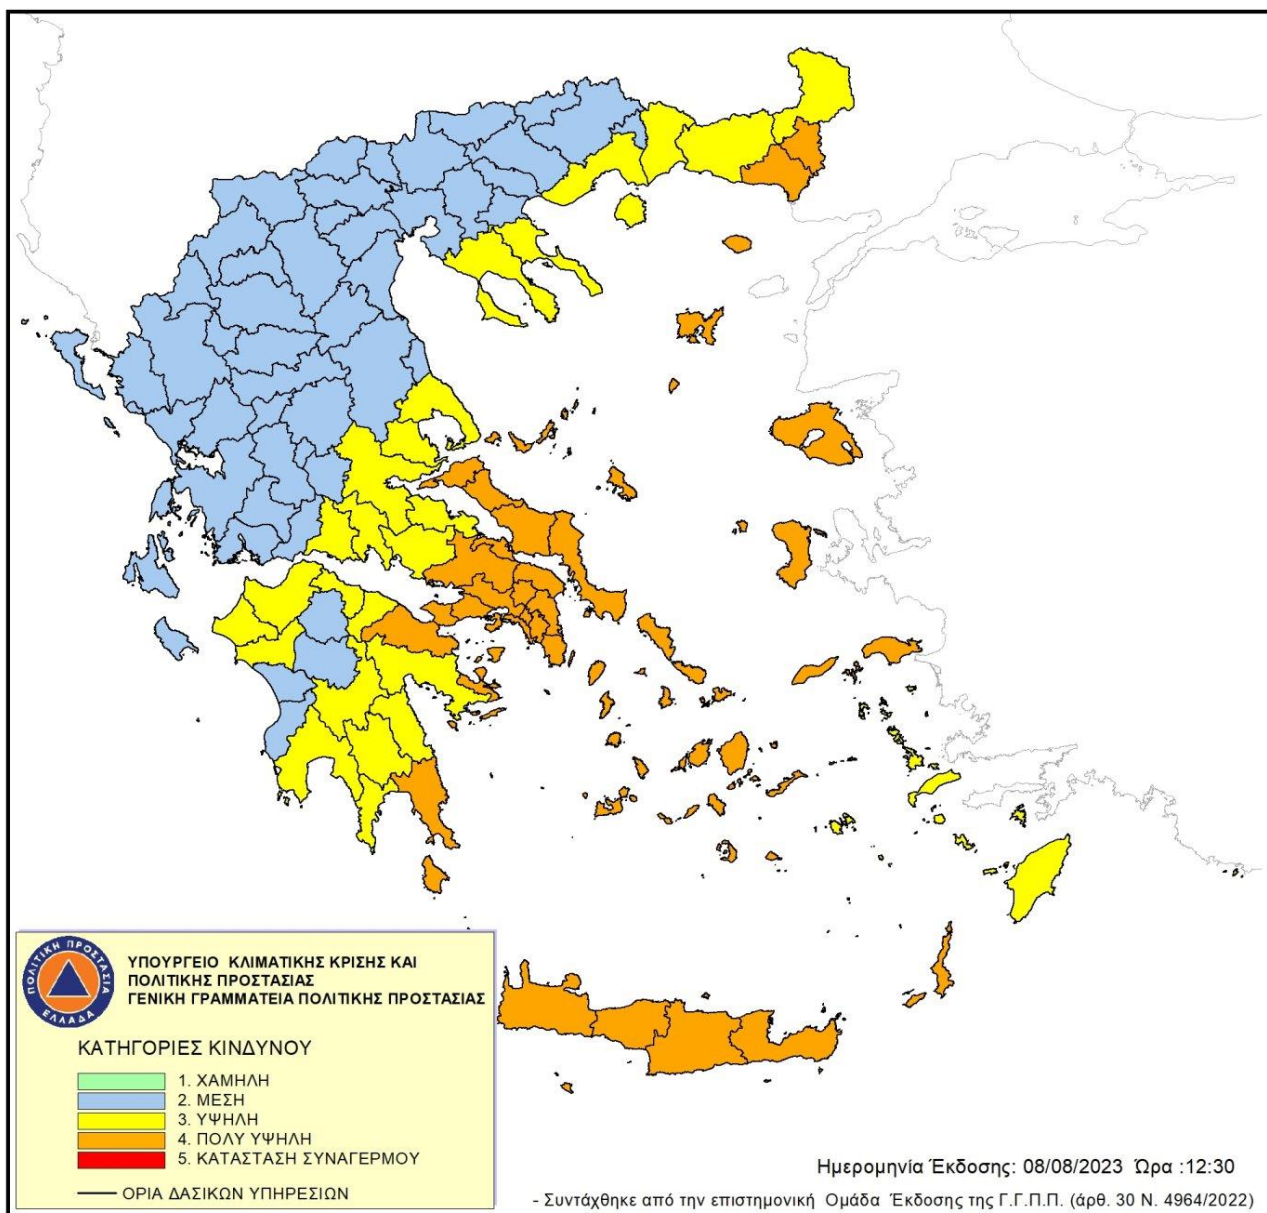 ΠΟΛΙΤΙΚΗ ΠΡΟΣΤΑΣΙΑ
ΕΛΛΑΔΑ
ΥΠΟΥΡΓΕΙΟ ΚΛΙΜΑΤΙΚΗΣ ΚΡΙΣΗΣ ΚΑΙ
ΠΟΛΙΤΙΚΗΣ ΠΡΟΣΤΑΣΙΑΣ
ΓΕΝΙΚΗ ΓΡΑΜΜΑΤΕΙΑ ΠΟΛΙΤΙΚΗΣ ΠΡΟΣΤΑΣΙΑΣ
ΚΑΤΗΓΟΡΙΕΣ ΚΙΝΔΥΝΟΥ
1. ΧΑΜΗΛΗ
2. ΜΕΣΗ
3. ΥΨΗΛΗ
4. ΠΟΛΥ ΥΨΗΛΗ
5. ΚΑΤΑΣΤΑΣΗ ΣΥΝΑΓΕΡΜΟΥ
ΟΡΙΑ ΔΑΣΙΚΩΝ ΥΠΗΡΕΣΙΩΝ
Ημερομηνία Έκδοσης: 08/08/2023 Ώρα :12:30
- Συντάχθηκε από την επιστημονική Ομάδα Έκδοσης της Γ.Γ.Π.Π. (άρθ. 30 Ν. 4964/2022)